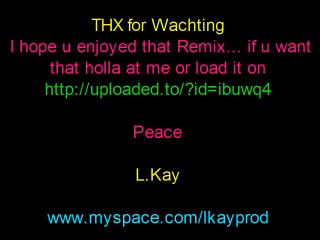 THX for Wachting
I hope u enjoyed that Remix... if u want
that holla at me or load it on
http://uploaded.to/?id=ibuwq4
Peace
L.Kay
www.myspace.com/lkayprod